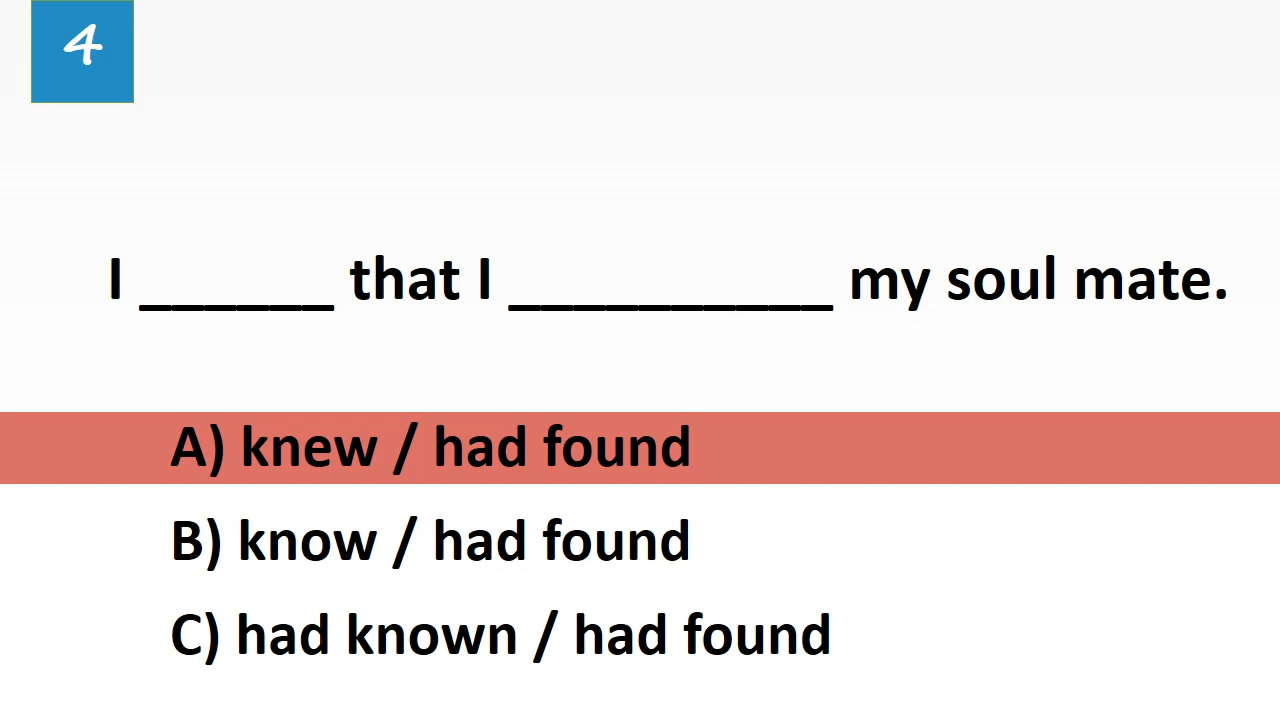 4
I ______ that I __________ my soul mate.
A) knew / had found
B) know / had found
C) had known / had found